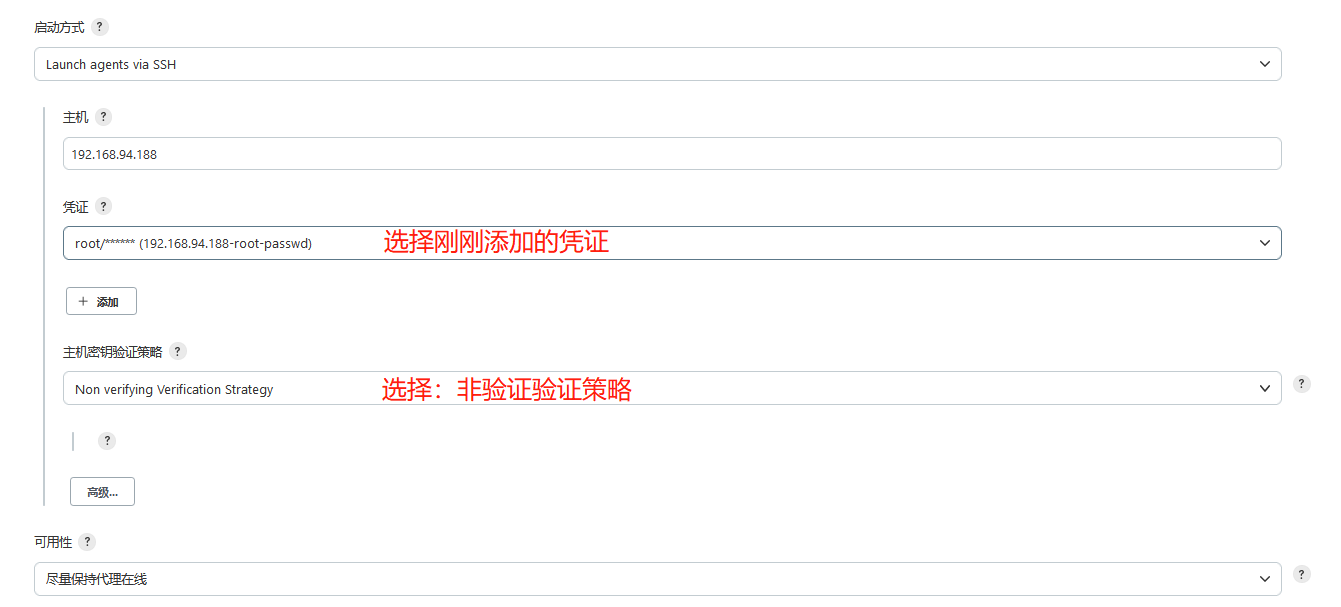 启动方式 ?
Launch agents via SSH
主机 ?
192.168.94.188
凭证 ?
root/****** (192.168.94.188-root-passwd) 选择刚刚添加的凭证
+ 添加
主机密钥验证策略 ?
Non verifying Verification Strategy 选择：非验证验证策略 ?
?
高级...
可用性 ?
尽量保持代理在线 ?